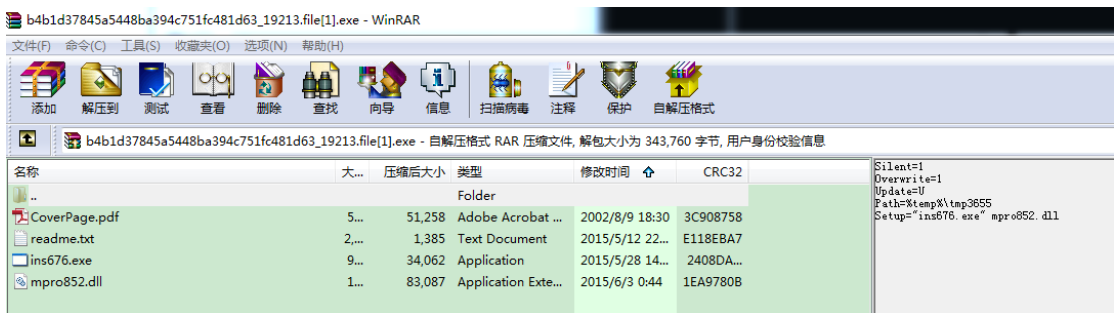 b4b1d37845a5448ba394c751fc481d63_19213.file[1].exe - WinRAR
文件(F) 命令(C) 工具(S) 收藏夹(O) 选项(N) 帮助(H)
添加 解压到 测试 查看 删除 查找 向导 信息 扫描病毒 注释 保护 自解压格式
b4b1d37845a5448ba394c751fc481d63_19213.file[1].exe - 自解压格式 RAR 压缩文件, 解包大小为 343,760 字节, 用户身份校验信息
名称 大... 压缩后大小 类型 修改时间 CRC32
.. Folder
CoverPage.pdf 5... 51,258 Adobe Acrobat ... 2002/8/9 18:30 3C908758
readme.txt 2,... 1,385 Text Document 2015/5/12 22... E118EBA7
ins676.exe 9... 34,062 Application 2015/5/28 14... 2408DA...
mpro852.dll 1... 83,087 Application Exte... 2015/6/3 0:44 1EA9780B
Silent=1
Overwrite=1
Update=U
Path=%temp%\tmp3655
Setup="ins676.exe" mpro852.dll